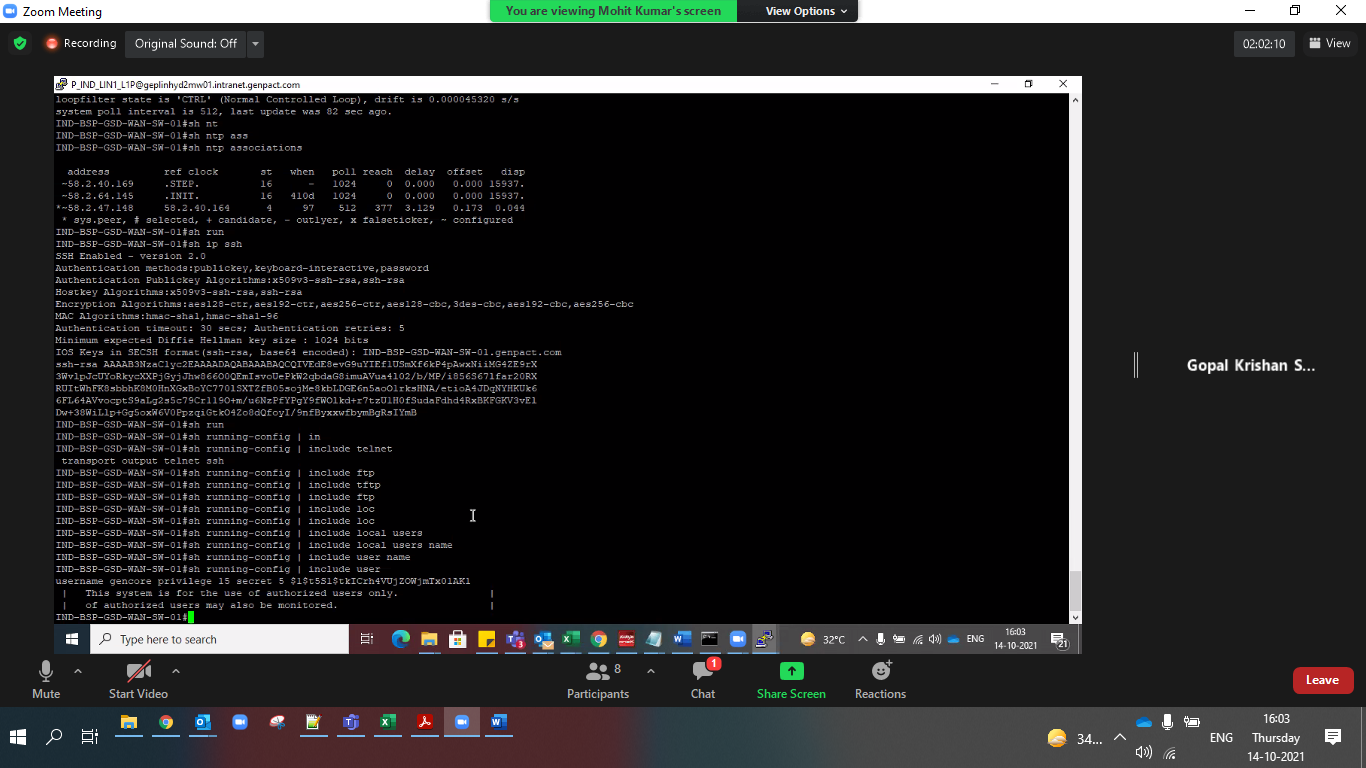 Zoom Meeting
You are viewing Mohit Kumar's screen
View Options
Recording
Original Sound: Off
02:02:10
View
P_IND_LIN1_L1P@geplinhyd2mw01.intranet.genpact.com
loopfilter state is 'CTRL' (Normal Controlled Loop), drift is 0.000045320 s/s
system poll interval is 512, last update was 82 sec ago.
IND-BSP-GSD-WAN-SW-01#sh nt
IND-BSP-GSD-WAN-SW-01#sh ntp ass
IND-BSP-GSD-WAN-SW-01#sh ntp associations
address ref clock st when poll reach delay offset disp
~58.2.40.169 .STEP. 16 - 1024 0 0.000 0.000 15937.
~58.2.64.145 .INIT. 16 410d 1024 0 0.000 0.000 15937.
*~58.2.47.148 58.2.40.164 4 97 512 377 3.129 0.173 0.044
* sys.peer, # selected, + candidate, - outlyer, x falseticker, ~ configured
IND-BSP-GSD-WAN-SW-01#sh run
IND-BSP-GSD-WAN-SW-01#sh ip ssh
SSH Enabled - version 2.0
Authentication methods:publickey,keyboard-interactive,password
Authentication Publickey Algorithms:x509v3-ssh-rsa,ssh-rsa
Hostkey Algorithms:x509v3-ssh-rsa,ssh-rsa
Encryption Algorithms:aes128-ctr,aes192-ctr,aes256-ctr,aes128-cbc,3des-cbc,aes192-cbc,aes256-cbc
MAC Algorithms:hmac-sha1,hmac-sha1-96
Authentication timeout: 30 secs; Authentication retries: 5
Minimum expected Diffie Hellman key size : 1024 bits
IOS Keys in SECSH format(ssh-rsa, base64 encoded): IND-BSP-GSD-WAN-SW-01.genpact.com
ssh-rsa
IND-BSP-GSD-WAN-SW-01#sh run
IND-BSP-GSD-WAN-SW-01#sh running-config | in
IND-BSP-GSD-WAN-SW-01#sh running-config | include telnet
transport output telnet ssh
IND-BSP-GSD-WAN-SW-01#sh running-config | include ftp
IND-BSP-GSD-WAN-SW-01#sh running-config | include tftp
IND-BSP-GSD-WAN-SW-01#sh running-config | include ftp
IND-BSP-GSD-WAN-SW-01#sh running-config | include loc
IND-BSP-GSD-WAN-SW-01#sh running-config | include loc
IND-BSP-GSD-WAN-SW-01#sh running-config | include local users
IND-BSP-GSD-WAN-SW-01#sh running-config | include local users name
IND-BSP-GSD-WAN-SW-01#sh running-config | include user name
IND-BSP-GSD-WAN-SW-01#sh running-config | include user
username gencore privilege 15 secret 5
| This system is for the use of authorized users only. |
| of authorized users may also be monitored. |
IND-BSP-GSD-WAN-SW-01#
Gopal Krishan S...
Type here to search
3
32°C
ENG
16:03
14-10-2021
21
Mute
Start Video
8
Participants
1
Chat
Share Screen
Reactions
Leave
34...
ENG
16:03
Thursday
14-10-2021